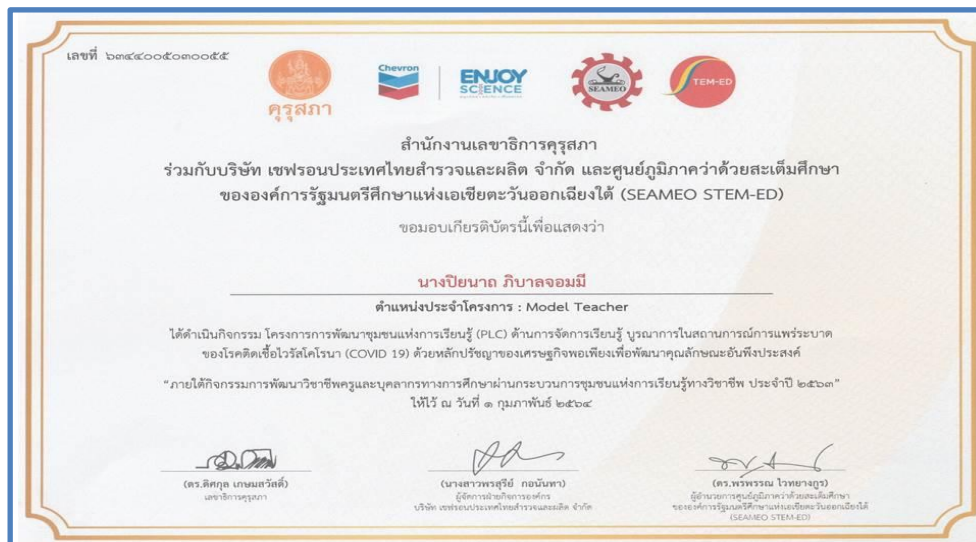 เลขที่ ๖๓๔๔๐๐๕๐๓๐๐๕๕
คุรุสภา
Chevron
ENJOY
SCIENCE
SEAMEO
TEM-ED
สำนักงานเลขาธิการคุรุสภา
ร่วมกับบริษัท เชฟรอนประเทศไทยสำรวจและผลิต จำกัด และศูนย์ภูมิภาคว่าด้วยสะเต็มศึกษา
ขององค์การรัฐมนตรีศึกษาแห่งเอเชียตะวันออกเฉียงใต้ (SEAMEO STEM-ED)
ขอมอบเกียรติบัตรนี้เพื่อแสดงว่า
นางปิยนาถ ภิบาลจอมมี
ตำแหน่งประจำโครงการ : Model Teacher
ได้ดำเนินกิจกรรม โครงการการพัฒนาชุมชนแห่งการเรียนรู้ (PLC) ด้านการจัดการเรียนรู้ บูรณาการในสถานการณ์การแพร่ระบาด
ของโรคติดเชื้อไวรัสโคโรนา (COVID 19) ด้วยหลักปรัชญาของเศรษฐกิจพอเพียงเพื่อพัฒนาคุณลักษณะอันพึงประสงค์
“ภายใต้กิจกรรมการพัฒนาวิชาชีพครูและบุคลากรทางการศึกษาผ่านกระบวนการชุมชนแห่งการเรียนรู้ทางวิชาชีพ ประจำปี ๒๕๖๓”
ให้ไว้ ณ วันที่ ๑ กุมภาพันธ์ ๒๕๖๔
(ดร.ดิศกุล เกษมสวัสดิ์)
เลขาธิการคุรุสภา
(นางสาวพรสุรีย์ กอนันทา)
ผู้จัดการฝ่ายกิจการองค์กร
บริษัท เชฟรอนประเทศไทยสำรวจและผลิต จำกัด
(ดร.พรพรรณ ไวทยางกูร)
ผู้อำนวยการศูนย์ภูมิภาคว่าด้วยสะเต็มศึกษา
ขององค์การรัฐมนตรีศึกษาแห่งเอเชียตะวันออกเฉียงใต้
(SEAMEO STEM-ED)